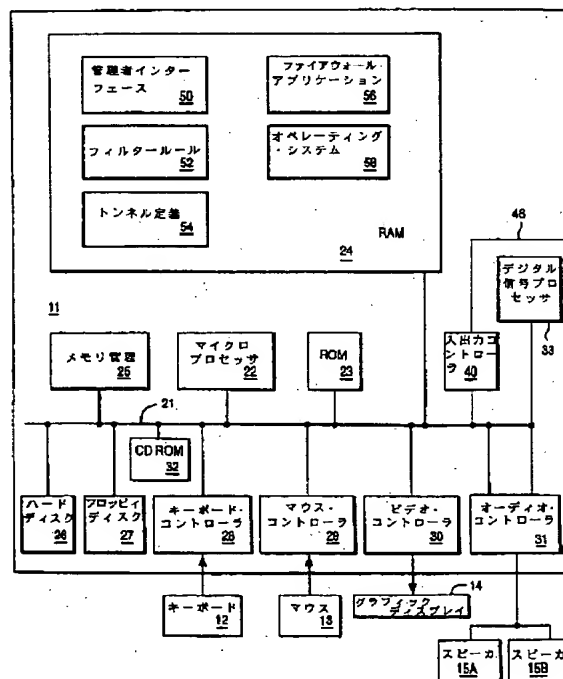 管理者インター
フェース
50
ファイアウォール・
アプリケーション
56
フィルタールール
52
オペレーティング・
システム
58
トンネル定義
54
RAM
24
48
デジタル
信号プロ
セッサ
33
11
メモリ管理
25
マイクロ
プロセッサ
22
ROM
23
入出力コント
ローラ
40
21
CD ROM
32
ハード
ディスク
26
フロッピィ
ディスク
27
キーボード・
コントローラ
28
マウス・
コントローラ
29
ビデオ・
コントローラ
30
オーディオ・
コントローラ
31
キーボード
12
マウス
13
14
グラフィック
ディスプレイ
スピーカ
15A
スピーカ
15B